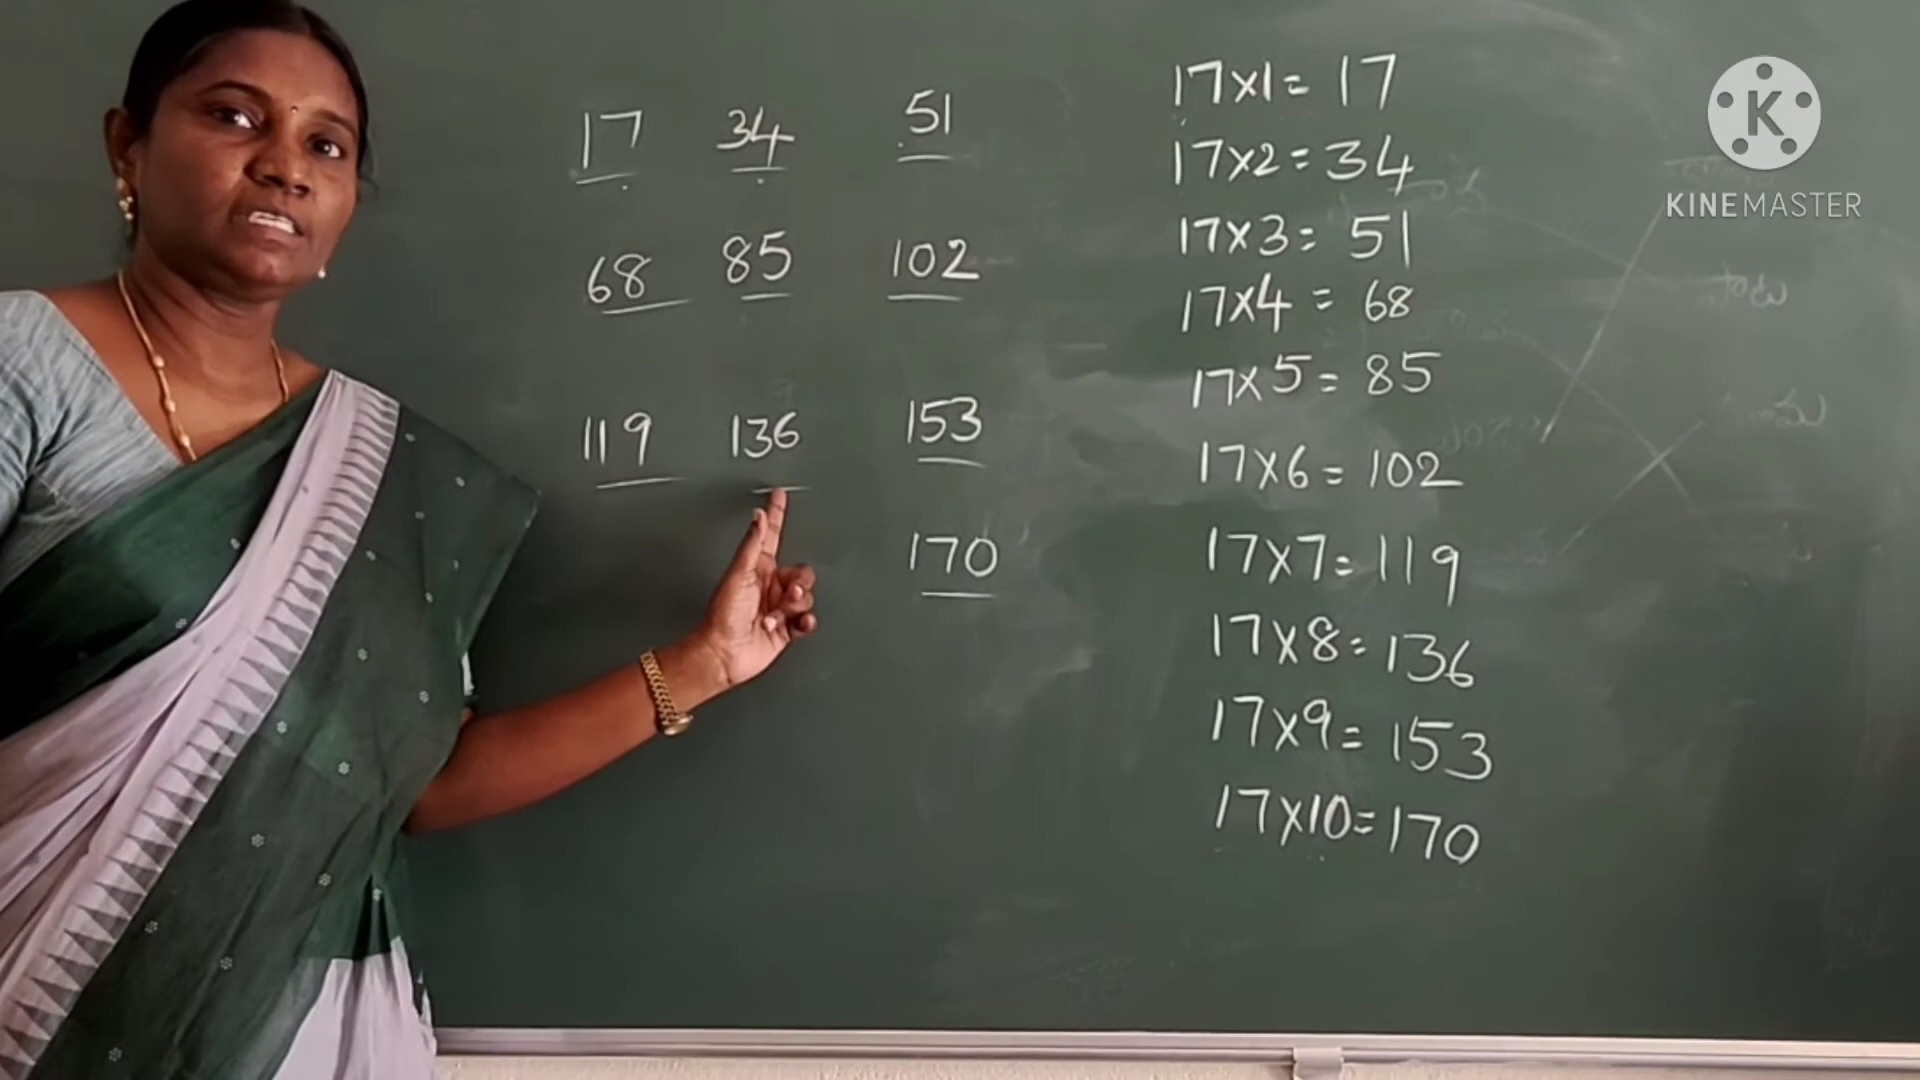 17 34 51
68 85 102
119 136 153
170
17x1= 17
17x2=34
17x3= 51
17x4 = 68
17x5= 85
17x6=102
17x7=119
17x8=136
17x9=153
17x10=170
K
KINEMASTER